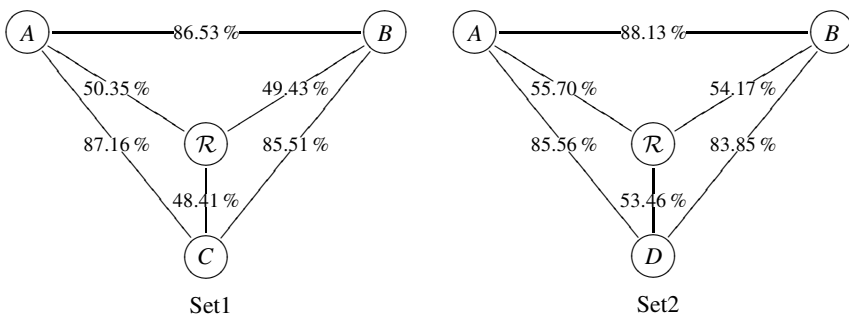 A 86.53 % B
50.35 % 49.43 %
87.16 % ℛ 85.51 %
48.41 %
C
Set1
A 88.13 % B
55.70 % 54.17 %
85.56 % ℛ 83.85 %
53.46 %
D
Set2